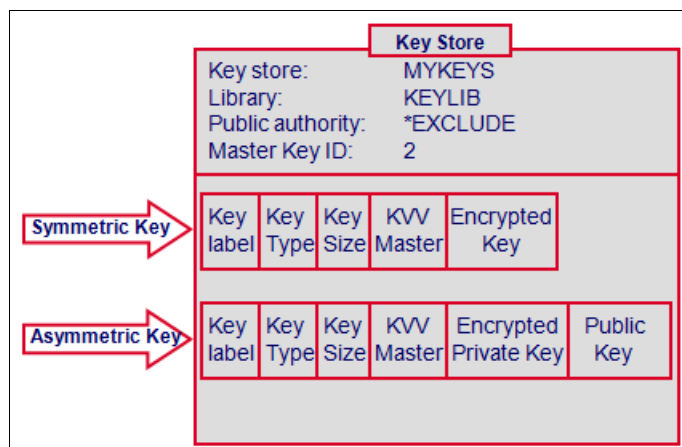 Key Store
Key store: MYKEYS
Library: KEYLIB
Public authority: *EXCLUDE
Master Key ID: 2
Symmetric Key
Key label Key Type Key Size KVV Master Encrypted Key
Asymmetric Key
Key label Key Type Key Size KVV Master Encrypted Private Key Public Key